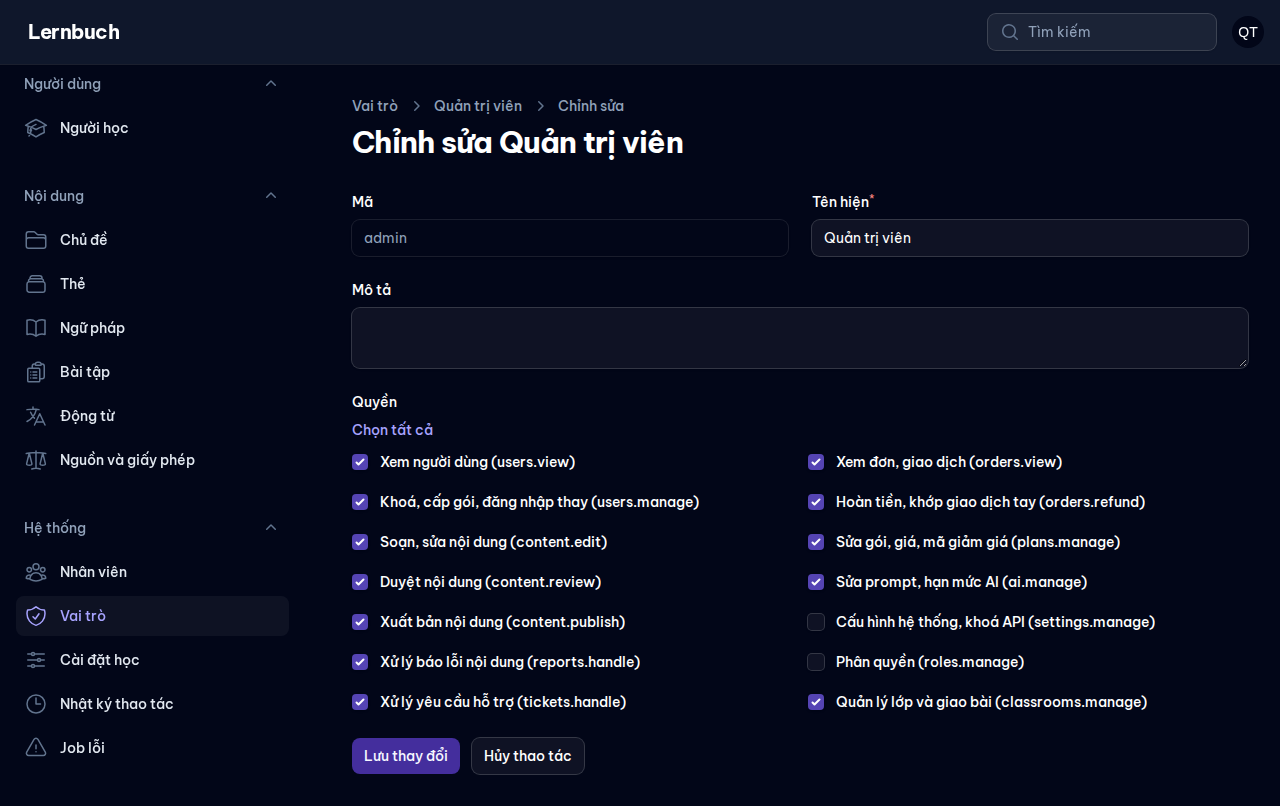 Lernbuch
Tìm kiếm
QT
Người dùng
Người học
Nội dung
Chủ đề
Thẻ
Ngữ pháp
Bài tập
Động từ
Nguồn và giấy phép
Hệ thống
Nhân viên
Vai trò
Cài đặt học
Nhật ký thao tác
Job lỗi
Vai trò > Quản trị viên > Chỉnh sửa
Chỉnh sửa Quản trị viên
Mã
admin
Tên hiện*
Quản trị viên
Mô tả
Quyền
Chọn tất cả
Xem người dùng (users.view)
Khoá, cấp gói, đăng nhập thay (users.manage)
Soạn, sửa nội dung (content.edit)
Duyệt nội dung (content.review)
Xuất bản nội dung (content.publish)
Xử lý báo lỗi nội dung (reports.handle)
Xử lý yêu cầu hỗ trợ (tickets.handle)
Xem đơn, giao dịch (orders.view)
Hoàn tiền, khớp giao dịch tay (orders.refund)
Sửa gói, giá, mã giảm giá (plans.manage)
Sửa prompt, hạn mức AI (ai.manage)
Cấu hình hệ thống, khoá API (settings.manage)
Phân quyền (roles.manage)
Quản lý lớp và giao bài (classrooms.manage)
Lưu thay đổi
Hủy thao tác